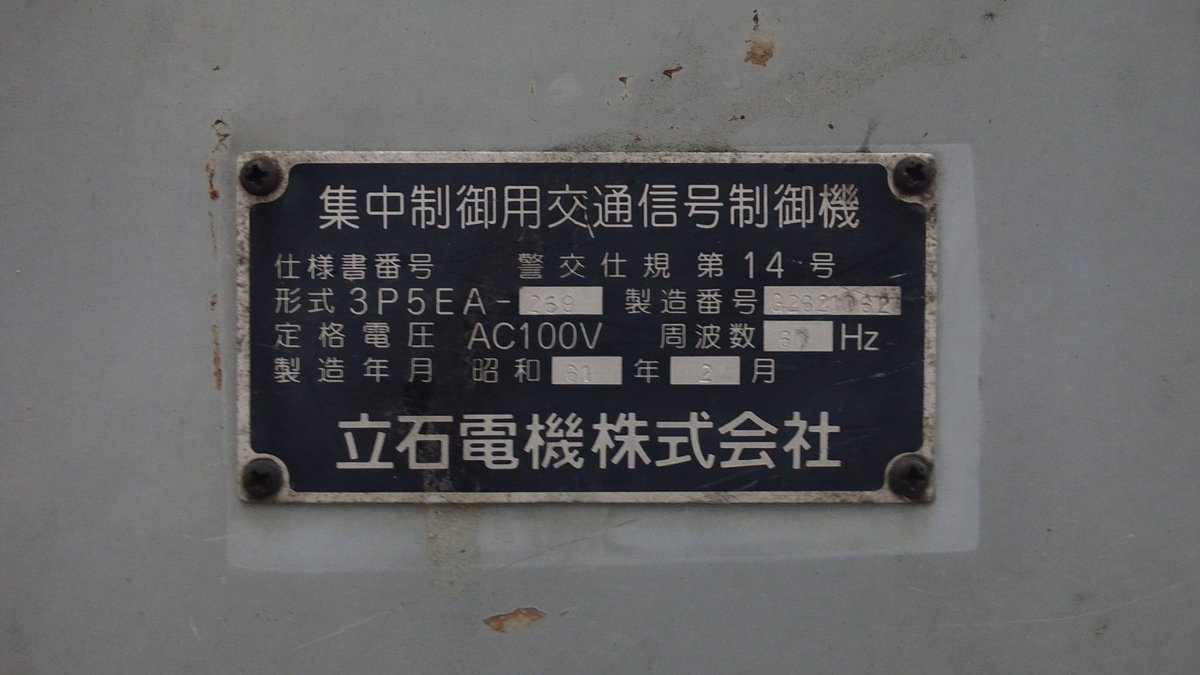 集中制御用交通信号制御機
仕様書番号 警交仕規 第14号
形式 3P5EA-259 製造番号
定格電圧 AC100V 周波数 60 Hz
製造年月 昭和 61 年 2 月
立石電機株式会社